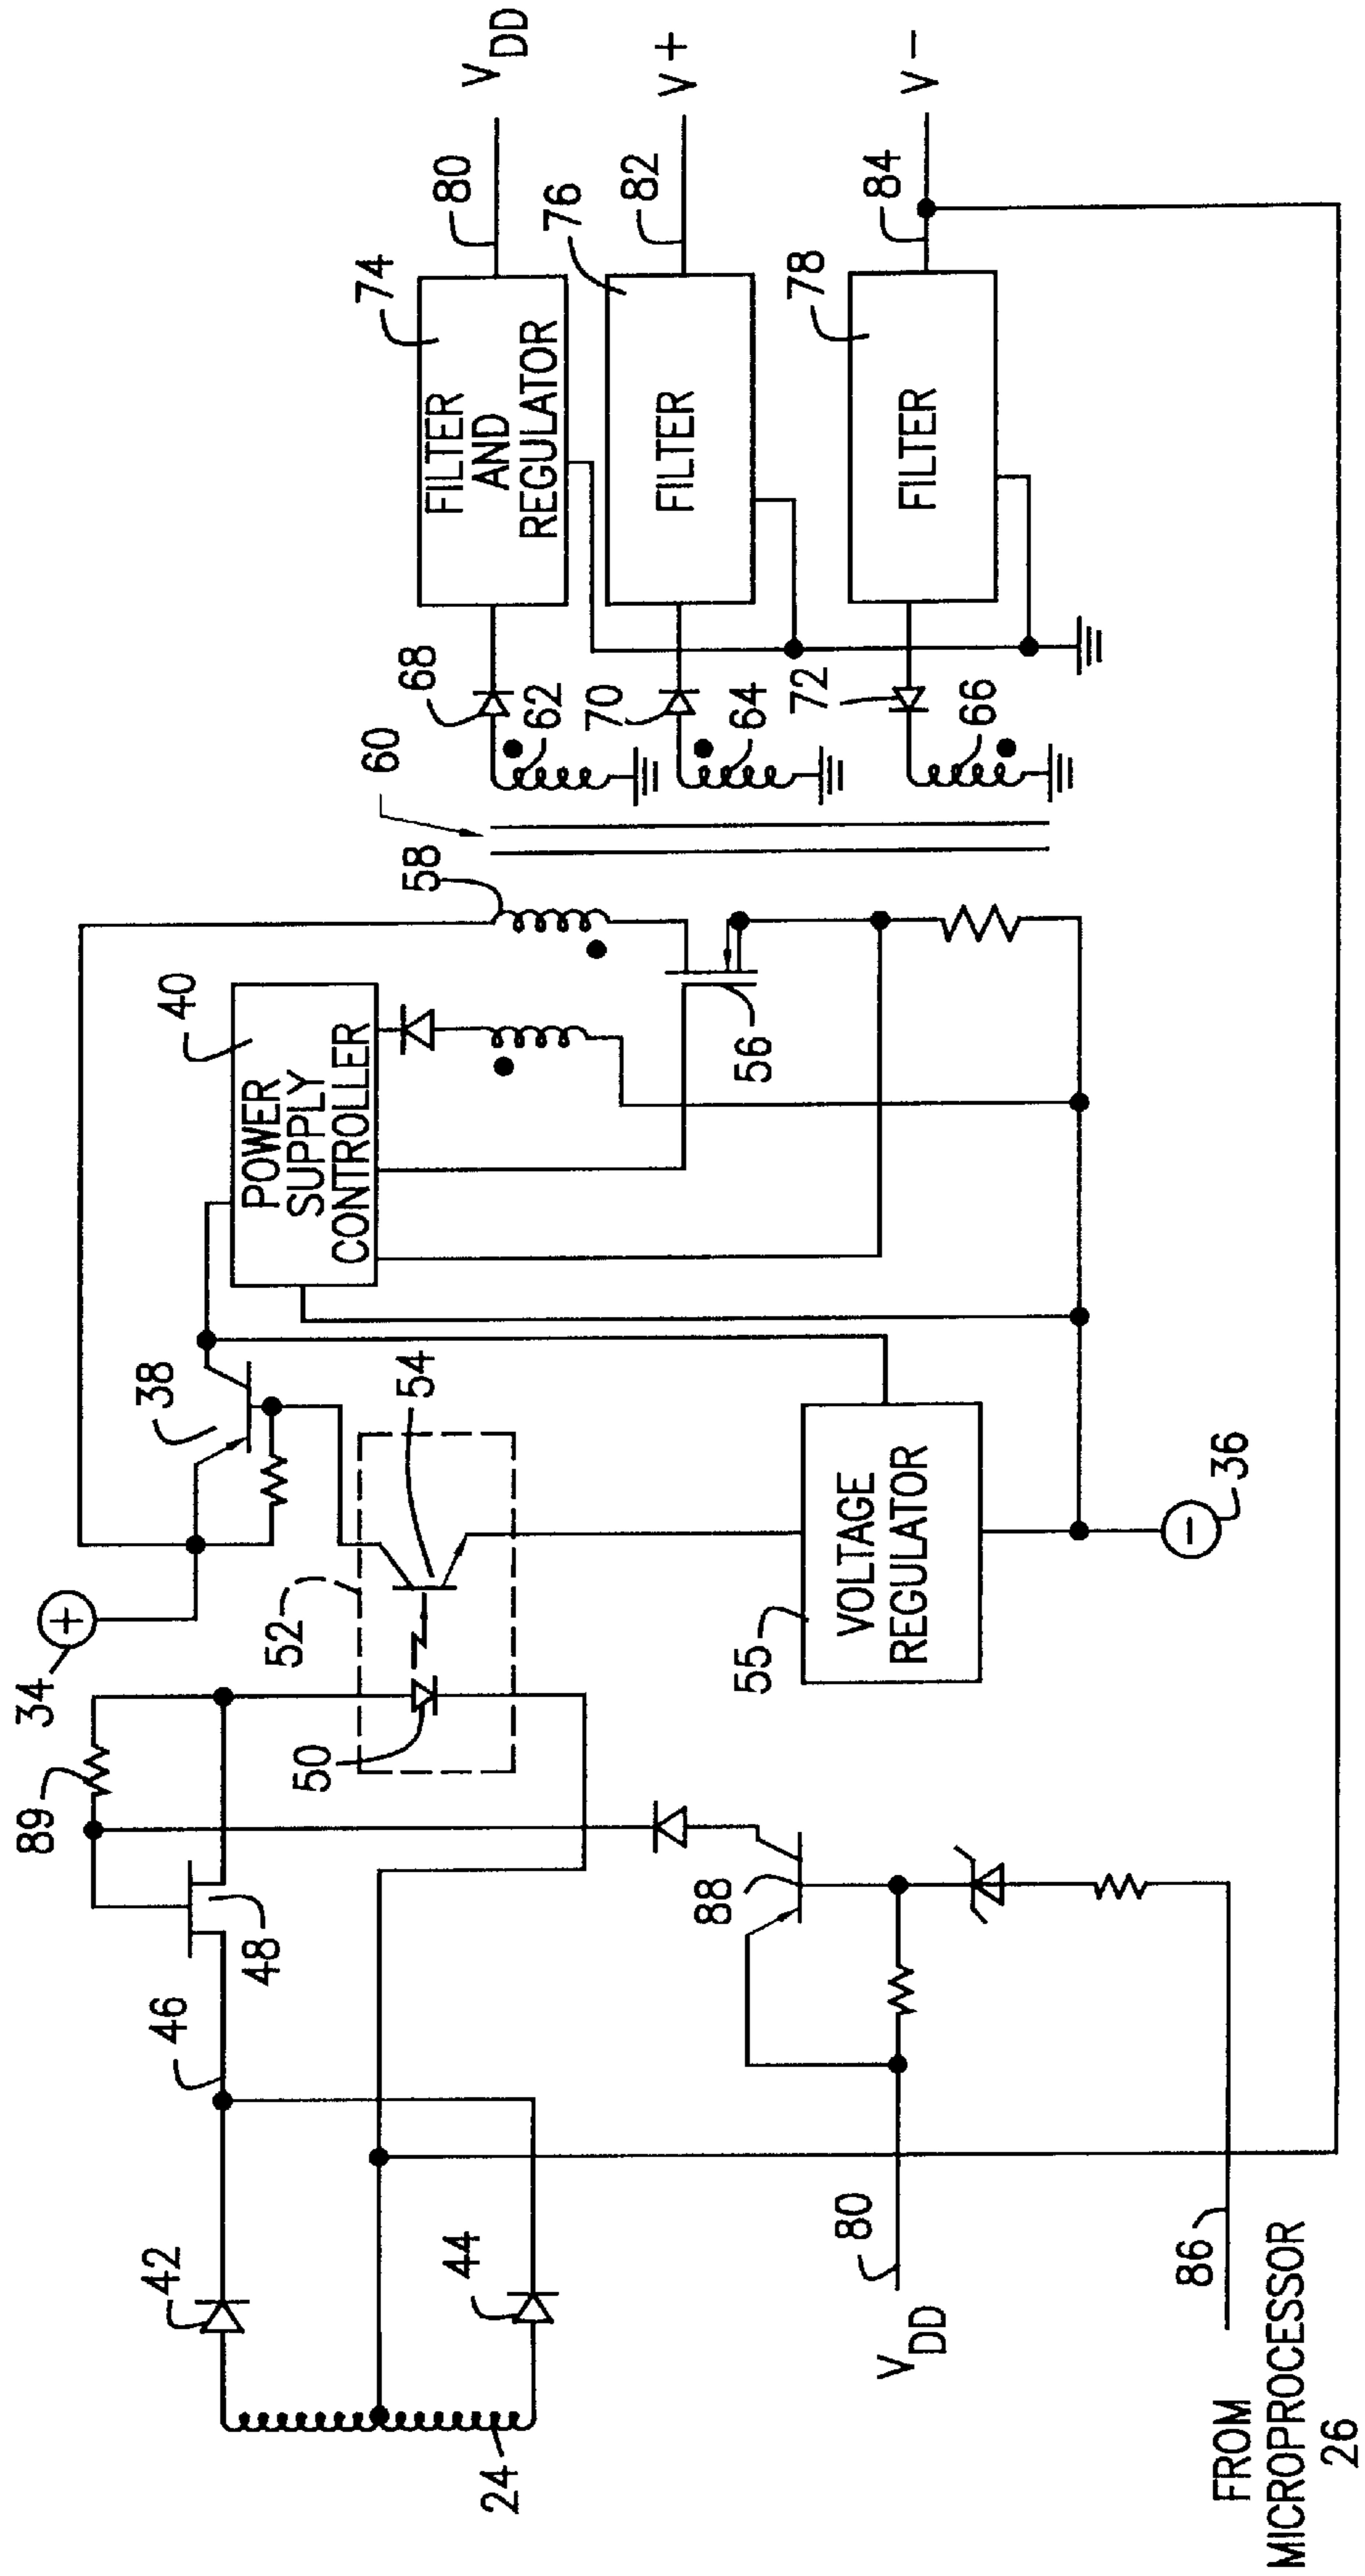 34
+
89
38
40
POWER
SUPPLY
CONTROLLER
58
60
46
48
52
50
54
56
42
44
24
88
55
VOLTAGE
REGULATOR
-
36
68
62
74
FILTER
AND
REGULATOR
80
VDD
70
64
76
FILTER
82
V+
72
66
78
FILTER
84
V-
VDD
80
86
FROM
MICROPROCESSOR
26